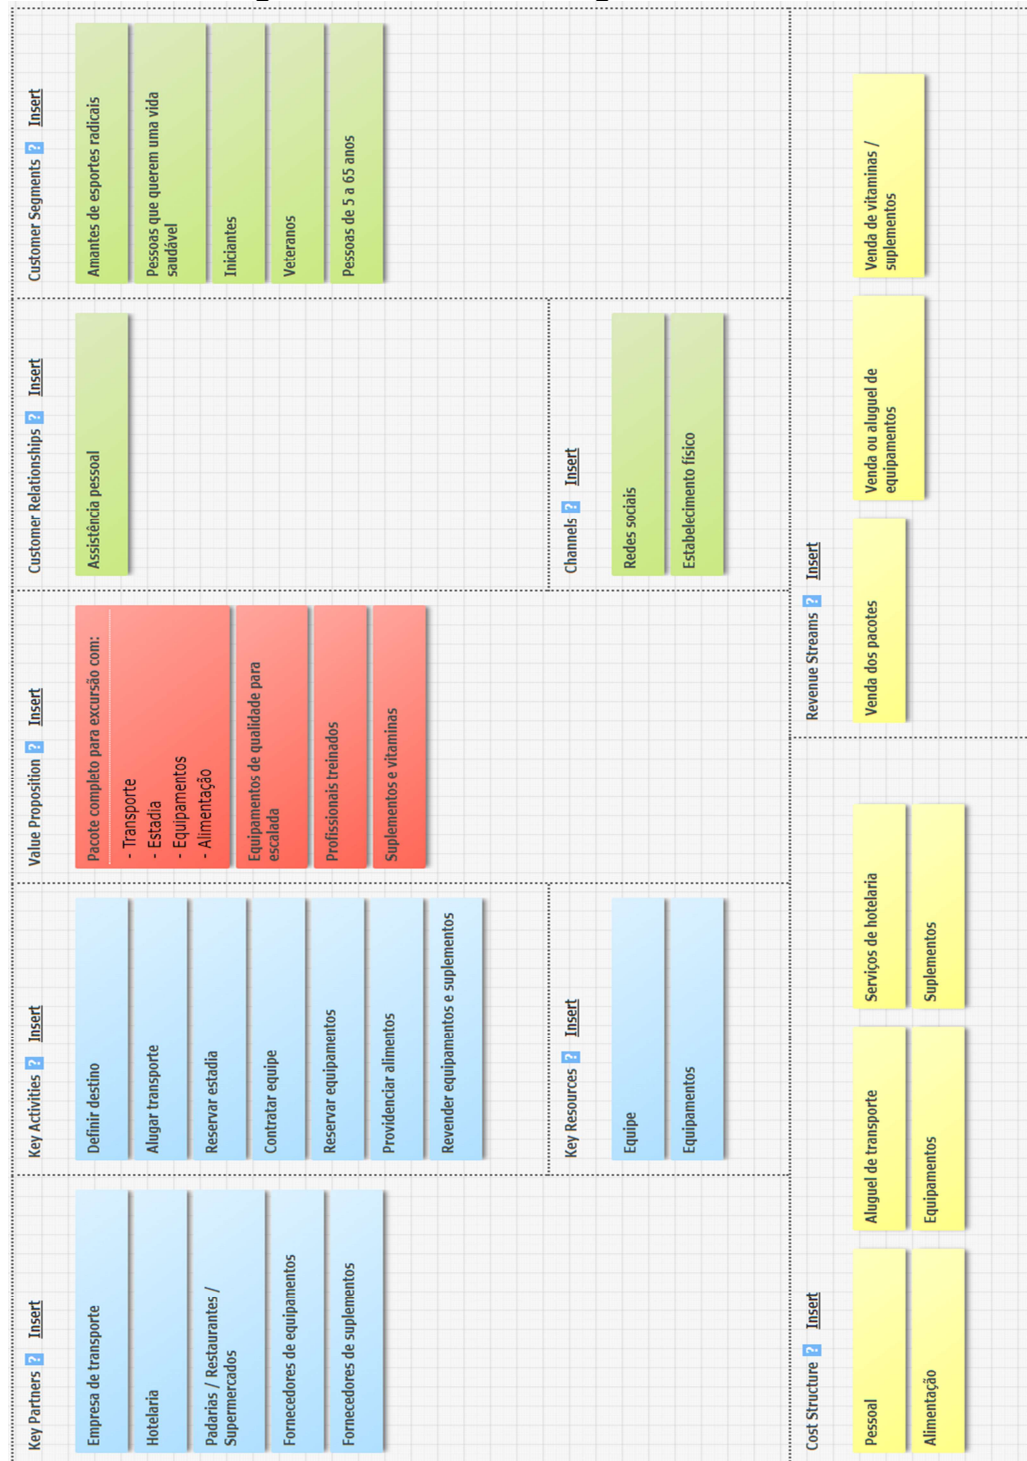 Key Partners ? Insert
Empresa de transporte
Hotelaria
Padarias / Restaurantes /
Supermercados
Fornecedores de equipamentos
Fornecedores de suplementos
Key Activities ? Insert
Definir destino
Alugar transporte
Reservar estadia
Contratar equipe
Reservar equipamentos
Providenciar alimentos
Revender equipamentos e suplementos
Key Resources ? Insert
Equipe
Equipamentos
Value Proposition ? Insert
Pacote completo para excursão com:
- Transporte
- Estadia
- Equipamentos
- Alimentação
Equipamentos de qualidade para
escalada
Profissionais treinados
Suplementos e vitaminas
Customer Relationships ? Insert
Assistência pessoal
Channels ? Insert
Redes sociais
Estabelecimento físico
Customer Segments ? Insert
Amantes de esportes radicais
Pessoas que querem uma vida
saudável
Iniciantes
Veteranos
Pessoas de 5 a 65 anos
Cost Structure ? Insert
Pessoal
Aluguel de transporte
Serviços de hotelaria
Alimentação
Equipamentos
Suplementos
Revenue Streams ? Insert
Venda dos pacotes
Venda ou aluguel de
equipamentos
Venda de vitaminas /
suplementos